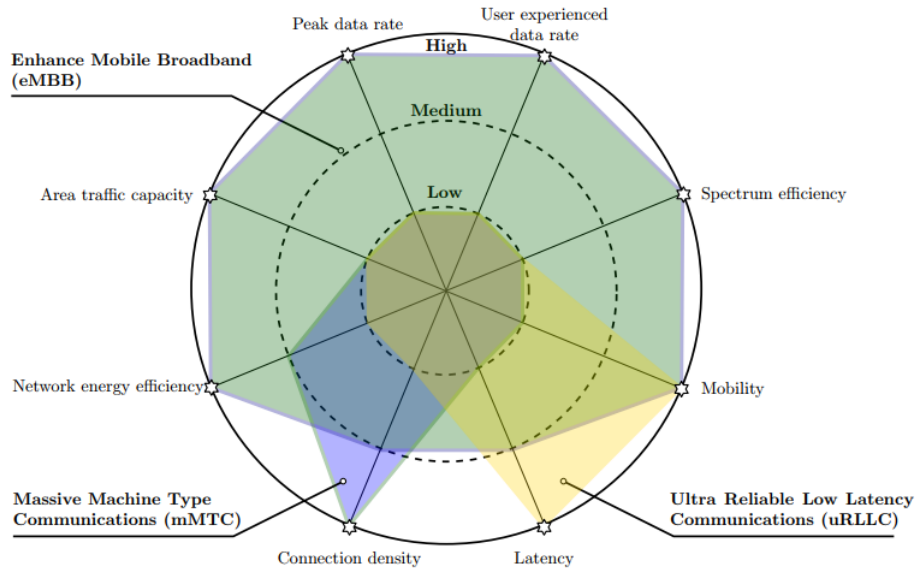 Peak data rate
User experienced
data rate
High
Enhance Mobile Broadband
(eMBB)
Medium
Low
Area traffic capacity
Spectrum efficiency
Network energy efficiency
Mobility
Massive Machine Type
Communications (mMTC)
Ultra Reliable Low Latency
Communications (uRLLC)
Connection density
Latency